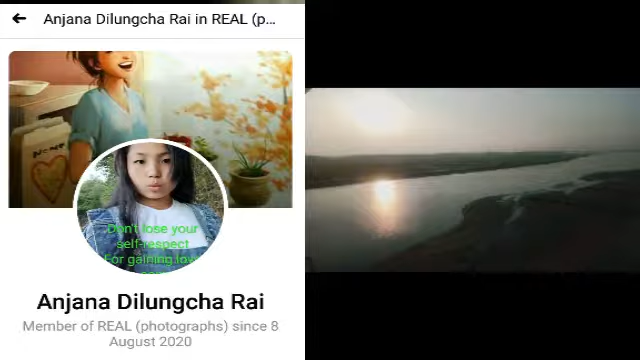 Anjana Dilungcha Rai in REAL (p...
HOME
Don't lose your
self-respect
For gaining
Anjana Dilungcha Rai
Member of REAL (photographs) since 8
August 2020